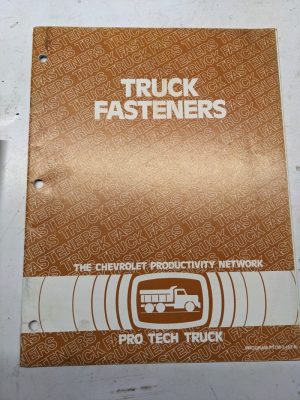 TRUCK
FASTENERS
THE CHEVROLET PRODUCTIVITY NETWORK
PRO TECH TRUCK